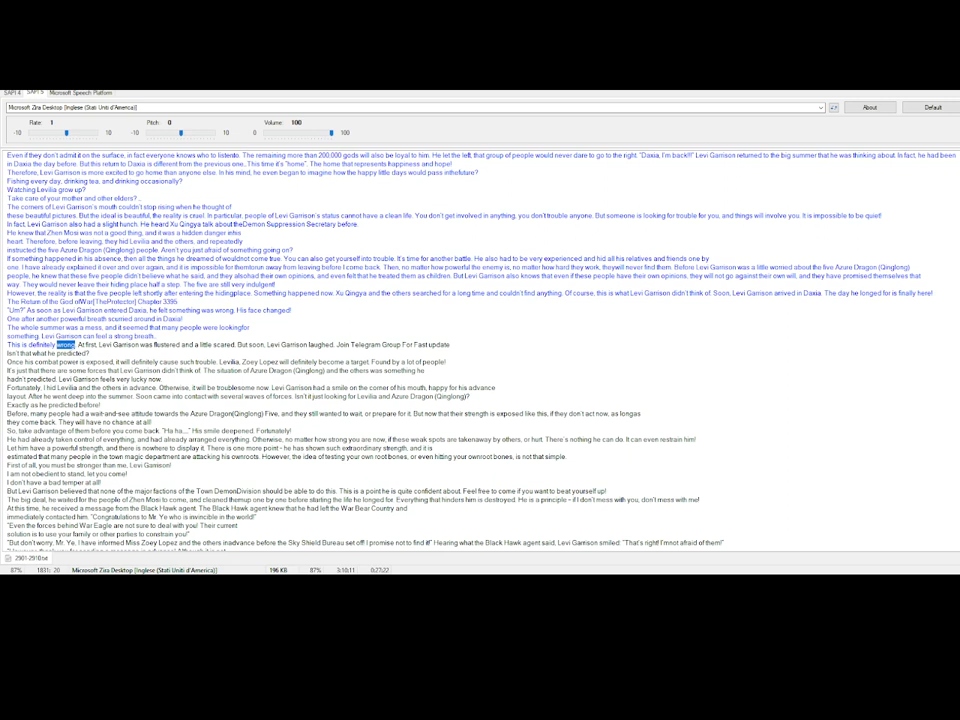 SAPI 4 SAPI 5 Microsoft Speech Platform
Microsoft Zira Desktop [Inglese (Stati Uniti d'America)]
About
Default
Rate: 1 Pitch: 0 Volume: 100
-10 10 -10 10 0 100
Even if they don't admit it on the surface, in fact everyone knows who to listento. The remaining more than 200,000 gods will also be loyal to him. He let the left, that group of people would never dare to go to the right. "Daxia, I'm back!!!" Levi Garrison returned to the big summer that he was thinking about. In fact, he had been
in Daxia the day before. But this return to Daxia is different from the previous one. This time it's "home". The home that represents happiness and hope!
Therefore, Levi Garrison is more excited to go home than anyone else. In his mind, he even began to imagine how the happy little days would pass inthefuture?
Fishing every day, drinking tea, and drinking occasionally?
Watching Levilia grow up?
Take care of your mother and other elders?...
The corners of Levi Garrison's mouth couldn't stop rising when he thought of
these beautiful pictures. But the ideal is beautiful, the reality is cruel! In particular, people of Levi Garrison's status cannot have a clean life. You don't get involved in anything, you don't trouble anyone. But someone is looking for trouble for you, and things will involve you. It is impossible to be quiet!
In fact, Levi Garrison also had a slight hunch. He heard Xu Qingya talk about theDemon Suppression Secretary before.
He knew that Zhen Mosi was not a good thing, and it was a hidden danger inhis
heart. Therefore, before leaving, they hid Levilia and the others. and repeatedly
instructed the five Azure Dragon (Qinglong) people. Aren't you just afraid of something going on?
If something happened in his absence, then all the things he dreamed of wouldnot come true. You can also get yourself into trouble. It's time for another battle. He also had to be very experienced and hid all his relatives and friends one by
one. I have already explained it over and over again, and it is impossible for themtorun away from leaving before I come back. Then, no matter how powerful the enemy is, no matter how hard they work, they will never find them. Before Levi Garrison was a little worried about the five Azure Dragon (Qinglong)
people, he knew that these five people didn't believe what he said, and they alsohad their own opinions, and even felt that he treated them as children. But Levi Garrison also knows that even if these people have their own opinions, they will not go against their own will, and they have promised themselves that
way. They would never leave their hiding place half a step. The five are still very indulgent!
However, the reality is that the five people left shortly after entering the hidingplace. Something happened now. Xu Qingya and the others searched for a long time and couldn't find anything. Of course, this is what Levi Garrison didn't think of. Soon, Levi Garrison arrived in Daxia. The day he longed for is finally here!
The Return of the God ofWar[TheProtector] Chapter 3395
"Um?" As soon as Levi Garrison entered Daxia, he felt something was wrong. His face changed!
One after another powerful breath scurried around in Daxia!
The whole summer was a mess, and it seemed that many people were lookingfor
something. Levi Garrison can feel a strong breath.
This is definitely wrong. At first, Levi Garrison was flustered and a little scared. But soon, Levi Garrison laughed. Join Telegram Group For Fast update
Isn't that what he predicted?
Once his combat power is exposed, it will definitely cause such trouble. Levilia, Zoey Lopez will definitely become a target. Found by a lot of people!
It's just that there are some forces that Levi Garrison didn't think of. The situation of Azure Dragon (Qinglong) and the others was something he
hadn't predicted. Levi Garrison feels very lucky now.
Fortunately, I hid Levilia and the others in advance. Otherwise, it will be troublesome now. Levi Garrison had a smile on the corner of his mouth, happy for his advance
layout. After he went deep into the summer. Soon came into contact with several waves of forces. Isn't it just looking for Levilia and Azure Dragon (Qinglong)?
Exactly as he predicted before!
Before, many people had a wait-and-see attitude towards the Azure Dragon(Qinglong) Five, and they still wanted to wait, or prepare for it. But now that their strength is exposed like this, if they don't act now, as longas
they come back. They will have no chance at all!
So, take advantage of them before you come back. "Ha ha..." His smile deepened. Fortunately!
He had already taken control of everything, and had already arranged everything. Otherwise, no matter how strong you are now, if these weak spots are takenaway by others, or hurt. There's nothing he can do. It can even restrain him!
Let him have a powerful strength, and there is nowhere to display it. There is one more point - he has shown such extraordinary strength, and it is
estimated that many people in the town magic department are attacking his ownroots. However, the idea of testing your own root bones, or even hitting your ownroot bones, is not that simple.
First of all, you must be stronger than me, Levi Garrison!
I am not obedient to stand, let you come!
I don't have a bad temper at all!
But Levi Garrison believed that none of the major factions of the Town DemonDivision should be able to do this. This is a point he is quite confident about. Feel free to come if you want to beat yourself up!
The big deal, he waited for the people of Zhen Mosi to come, and cleaned themup one by one before starting the life he longed for. Everything that hinders him is destroyed. He is a principle – if I don't mess with you, don't mess with me!
At this time, he received a message from the Black Hawk agent. The Black Hawk agent knew that he had left the War Bear Country and
immediately contacted him. "Congratulations to Mr. Ye who is invincible in the world!"
"Even the forces behind War Eagle are not sure to deal with you! Their current
solution is to use your family or other parties to constrain you!"
"But don't worry, Mr. Ye, I have informed Miss Zoey Lopez and the others inadvance before the Sky Shield Bureau set off! I promise not to find it!" Hearing what the Black Hawk agent said, Levi Garrison smiled: "That's right! I'mnot afraid of them!"
2901-2910.txt
87% 1831: 20 Microsoft Zira Desktop [Inglese (Stati Uniti d'America)] 196 KB 87% 3:10:11 0:27:22